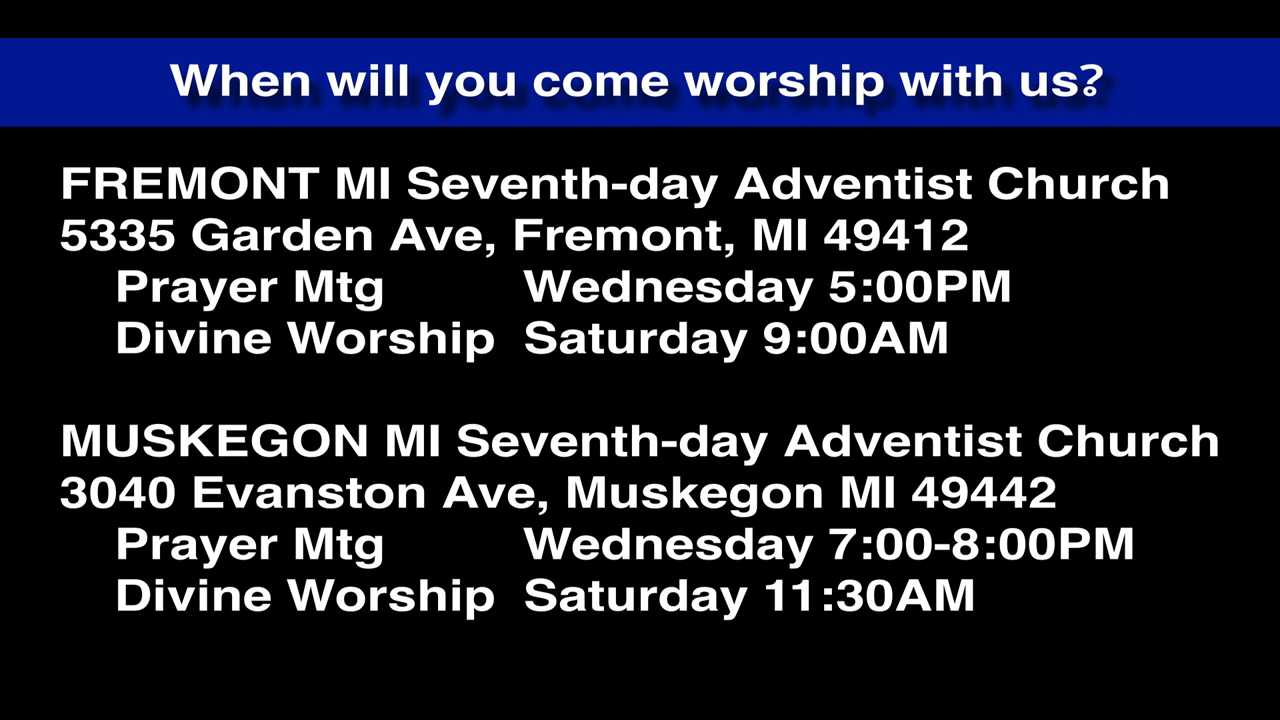 When will you come worship with us?
FREMONT MI Seventh-day Adventist Church
5335 Garden Ave, Fremont, MI 49412
Prayer Mtg Wednesday 5:00PM
Divine Worship Saturday 9:00AM
MUSKEGON MI Seventh-day Adventist Church
3040 Evanston Ave, Muskegon MI 49442
Prayer Mtg Wednesday 7:00-8:00PM
Divine Worship Saturday 11:30AM